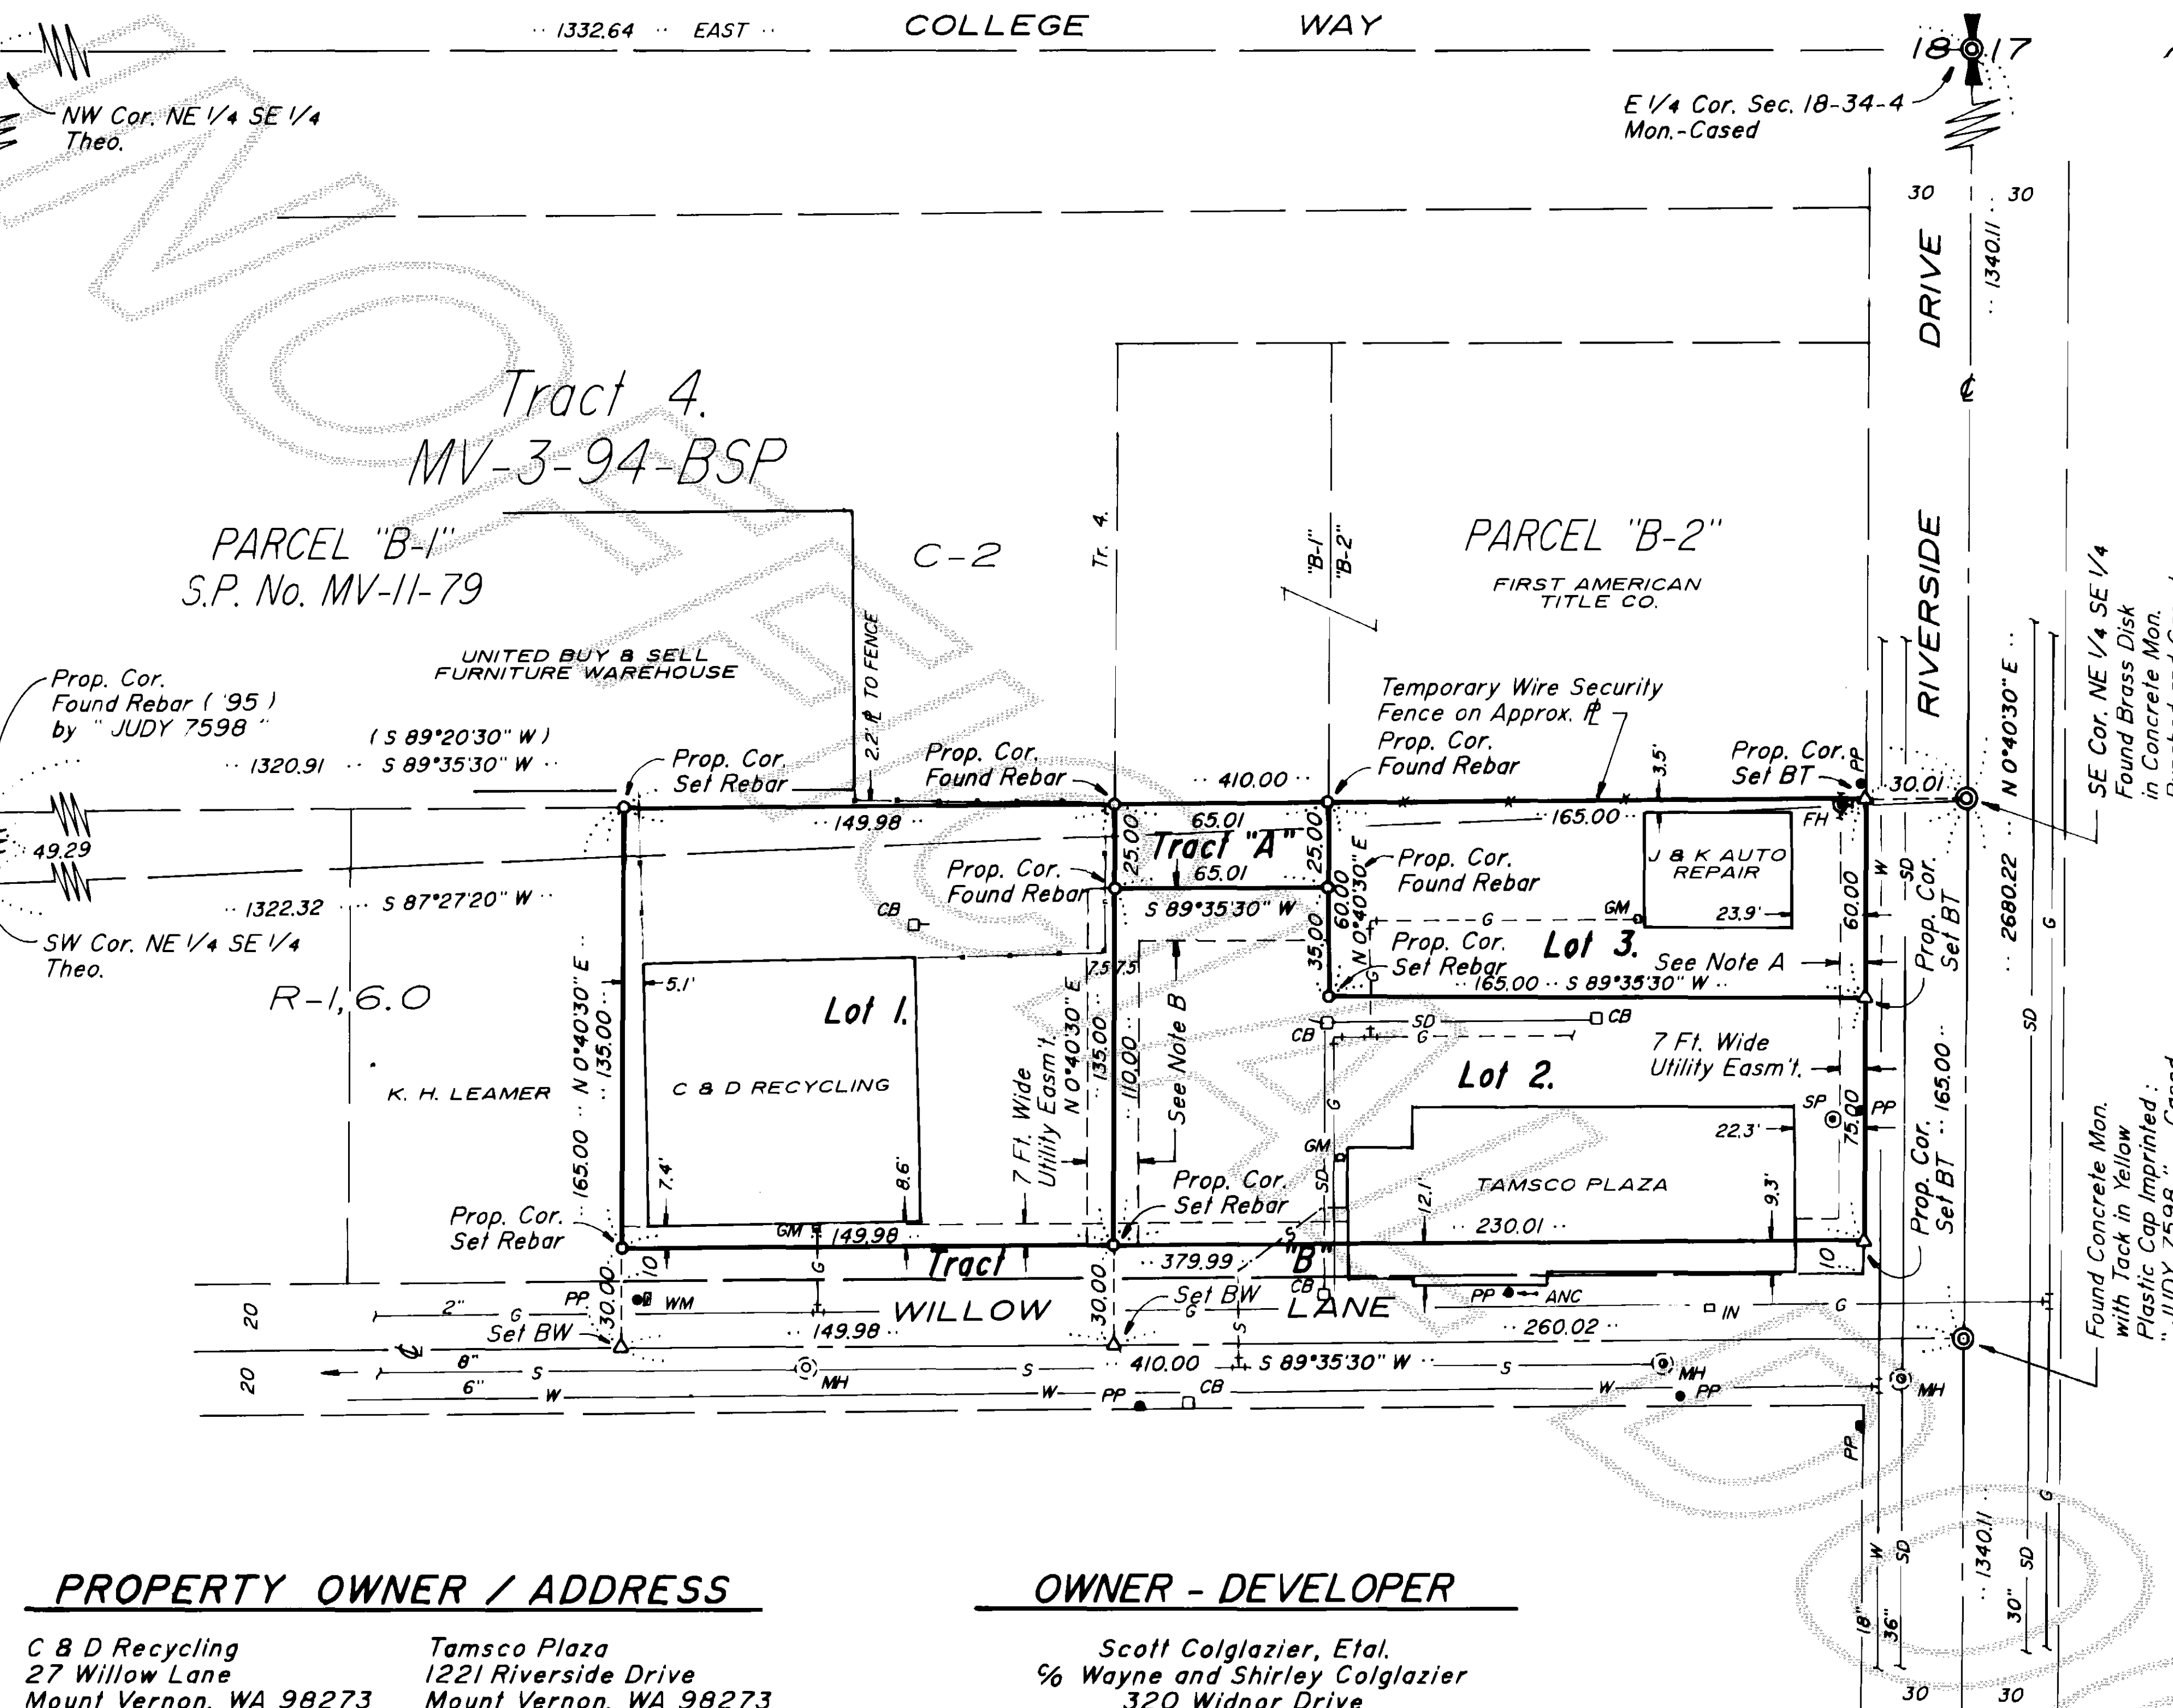 ·· 1332.64 ·· EAST ··
COLLEGE WAY
18 17
NW Cor. NE 1/4 SE 1/4
Theo.
E 1/4 Cor. Sec. 18-34-4
Mon.-Cased
30
30
·· 1340.11 ··
RIVERSIDE DRIVE
℄
Tract 4.
MV-3-94-BSP
PARCEL "B-1"
S.P. No. MV-11-79
C-2
Tr. 4.
"B-1"
"B-2"
PARCEL "B-2"
FIRST AMERICAN
TITLE CO.
UNITED BUY & SELL
FURNITURE WAREHOUSE
2.2' ℄ TO FENCE
Prop. Cor.
Found Rebar ( '95 )
by " JUDY 7598 "
( S 89°20'30" W )
·· 1320.91 ·· S 89°35'30" W ··
Prop. Cor.
Set Rebar
Prop. Cor.
Found Rebar
·· 410.00 ··
Temporary Wire Security
Fence on Approx. ℄
Prop. Cor.
Found Rebar
3.5'
Prop. Cor.
Set BT
PP
30.01
N 0°40'30" E ··
·· 2680.22 ··
SE Cor. NE 1/4 SE 1/4
Found Brass Disk
in Concrete Mon.
·· 149.98 ··
65.01
Tract "A"
65.01
25.00
25.00
·· 165.00 ··
FH
J & K AUTO
REPAIR
23.9'
60.00
W
SD
G
49.29
·· 1322.32 ·· S 87°27'20" W ··
SW Cor. NE 1/4 SE 1/4
Theo.
Prop. Cor.
Found Rebar
CB
S 89°35'30" W
60.00
N 0°40'30" E
35.00
Prop. Cor.
Found Rebar
G
GM
Prop. Cor.
Set Rebar
Lot 3.
See Note A
·· 165.00 ·· S 89°35'30" W ··
Prop. Cor.
Set BT
R-1, 6.0
·· 165.00 ·· N 0°40'30" E ··
·· 135.00 ··
5.1'
Lot 1.
7.5 7.5
N 0°40'30" E
·· 135.00 ··
·· 110.00 ··
See Note B
G
CB
SD
CB
G
7 Ft. Wide
Utility Easm't.
Lot 2.
K. H. LEAMER
C & D RECYCLING
7 Ft. Wide
Utility Easm't.
G
SP
PP
75.00
·· 165.00 ··
SD
GM
22.3'
TAMSCO PLAZA
12.1'
9.3'
·· 230.01 ··
SD
7.4'
8.6'
Prop. Cor.
Set Rebar
Prop. Cor.
Set Rebar
Prop. Cor.
Set BT
Found Concrete Mon.
with Tack in Yellow
Plastic Cap Imprinted :
" JUDY 7598 " Cased
GM
149.98
10
Tract
·· 379.99 ··
"B"
S
10
20
2"
G
PP
WM
30.00
G
WILLOW LANE
30.00
Set BW
G
CB
PP
ANC
IN
G
Set BW
·· 149.98 ··
S
·· 260.02 ··
℄
20
8"
S
MH
S
·· 410.00
S 89°35'30" W ··
S
MH
MH
6"
W
W
PP
CB
W
PP
PP
G
·· 1340.11 ··
W
SD
SD
18"
36"
30"
30
30
PROPERTY OWNER / ADDRESS
C & D Recycling
27 Willow Lane
Mount Vernon, WA 98273
Tamsco Plaza
1221 Riverside Drive
Mount Vernon, WA 98273
OWNER - DEVELOPER
Scott Colglazier, Etal.
℅ Wayne and Shirley Colglazier
320 Widnor Drive